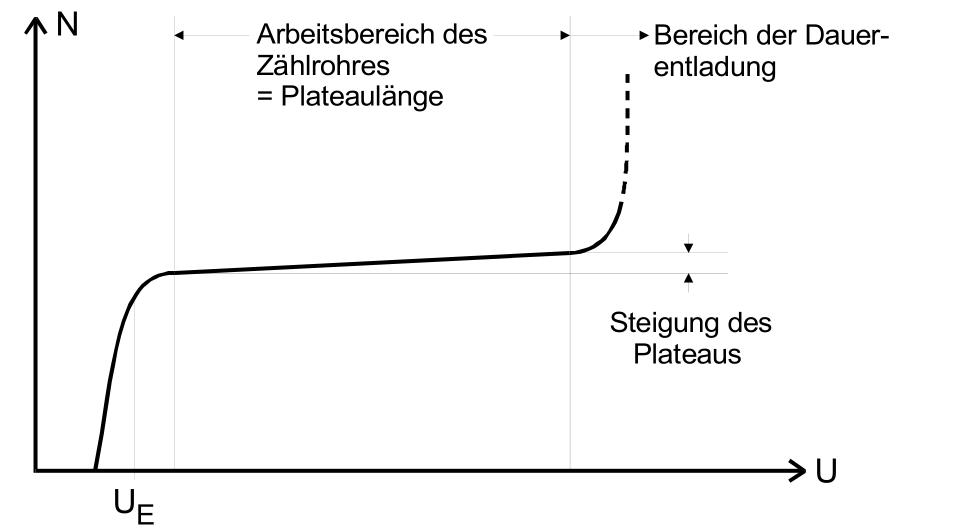 N
Arbeitsbereich des
Zählrohres
= Plateaulänge
Bereich der Dauer-
entladung
Steigung des
Plateaus
U
U_E